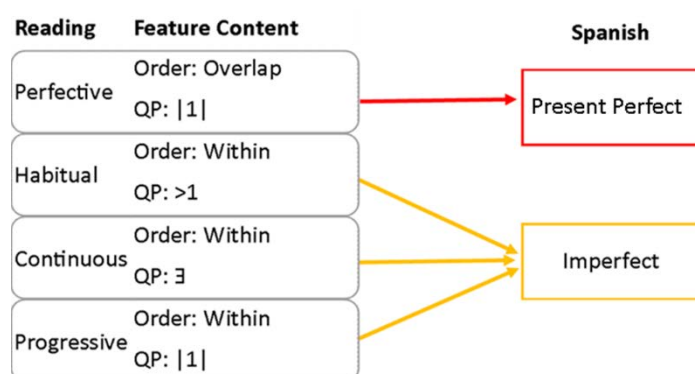 Reading Feature Content Spanish
Order: Overlap
Perfective
QP: |1|
Present Perfect
Order: Within
Habitual
QP: >1
Order: Within
Continuous
QP: ∃
Imperfect
Order: Within
Progressive
QP: |1|